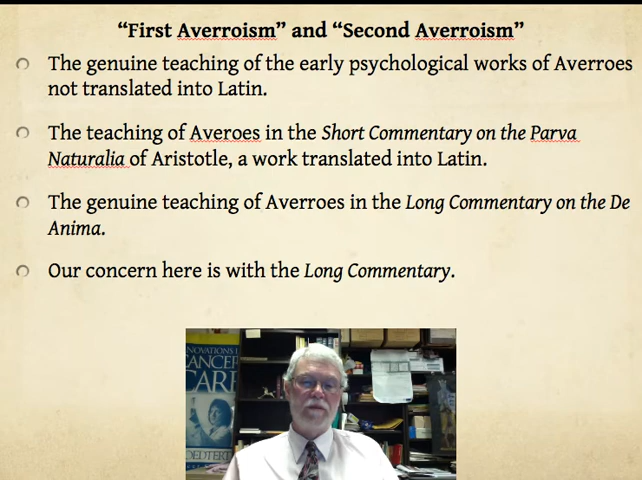 “First Averroism” and “Second Averroism”
The genuine teaching of the early psychological works of Averroes
not translated into Latin.
The teaching of Averoes in the Short Commentary on the Parva
Naturalia of Aristotle, a work translated into Latin.
The genuine teaching of Averroes in the Long Commentary on the De
Anima.
Our concern here is with the Long Commentary.